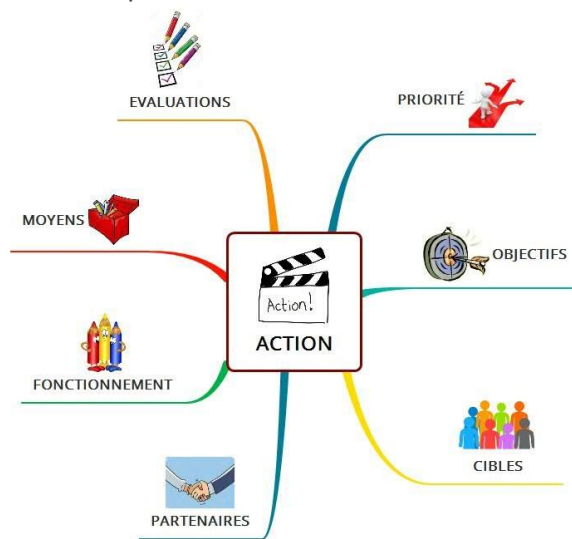 EVALUATIONS
PRIORITÉ
MOYENS
OBJECTIFS
Action!
ACTION
FONCTIONNEMENT
CIBLES
PARTENAIRES